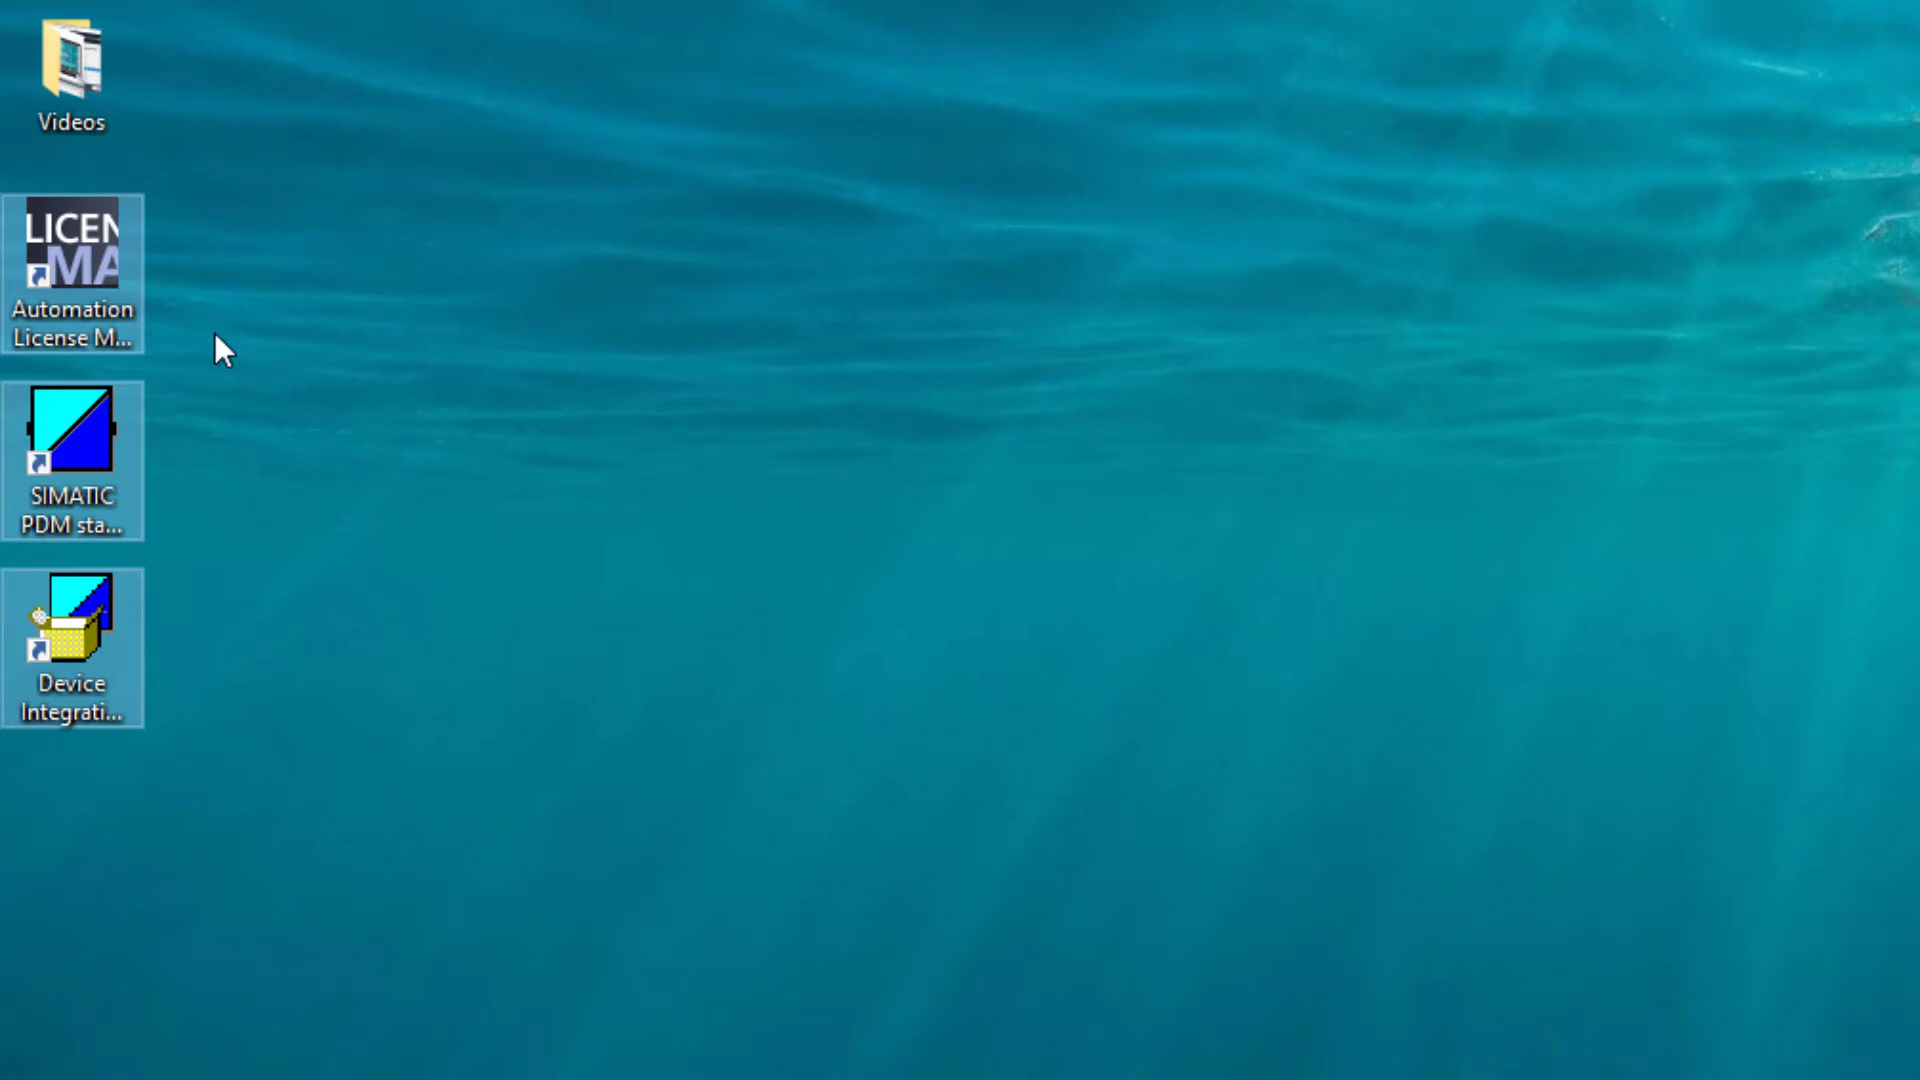 Videos
LICEN
MA
Automation
License M...
SIMATIC
PDM sta...
Device
Integrati...